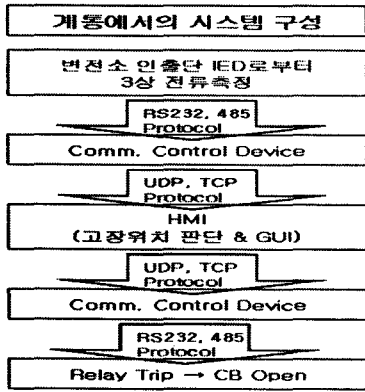 계통에서의 시스템 구성
변전소 인출단 IED로부터
3상 전류측정
RS232, 485
Protocol
Comm. Control Device
UDP, TCP
Protocol
HMI
(고장위치 판단 & GUI)
UDP, TCP
Protocol
Comm. Control Device
RS232, 485
Protocol
Relay Trip → CB Open